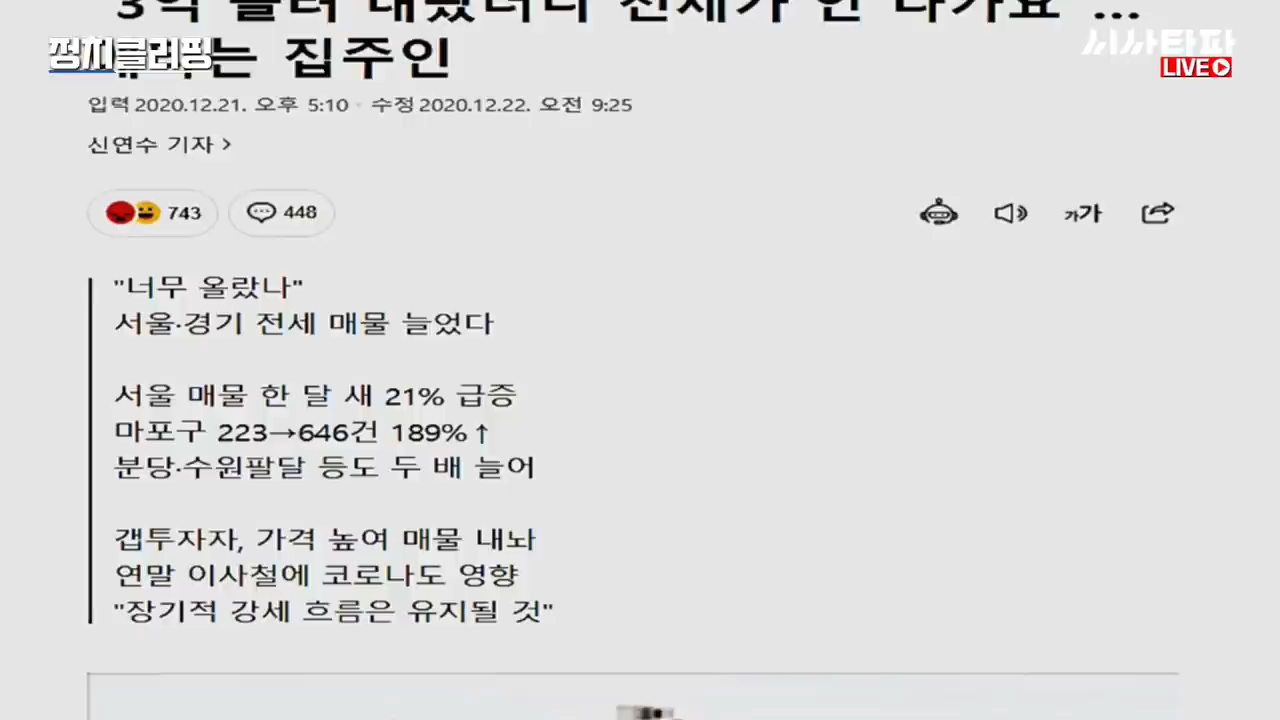 정치클리핑
시사타파
LIVE
집주인
입력 2020.12.21. 오후 5:10 · 수정 2020.12.22. 오전 9:25
신연수 기자 >
743 448 가가
"너무 올랐나"
서울·경기 전세 매물 늘었다
서울 매물 한 달 새 21% 급증
마포구 223→646건 189%↑
분당·수원팔달 등도 두 배 늘어
갭투자자, 가격 높여 매물 내놔
연말 이사철에 코로나도 영향
"장기적 강세 흐름은 유지될 것"